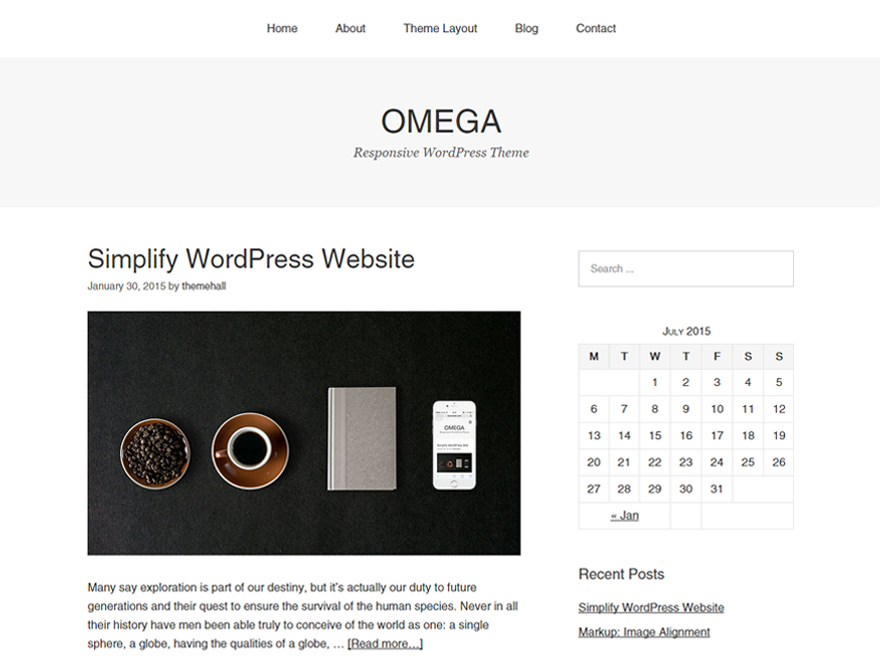 Home About Theme Layout Blog Contact
OMEGA
Responsive WordPress Theme
Simplify WordPress Website
January 30, 2015 by themehall
OMEGA
Many say exploration is part of our destiny, but it's actually our duty to future
generations and their quest to ensure the survival of the human species. Never in all
their history have men been able truly to conceive of the world as one: a single
sphere, a globe, having the qualities of a globe, … [Read more…]
Search ...
July 2015
M T W T F S S
1 2 3 4 5
6 7 8 9 10 11 12
13 14 15 16 17 18 19
20 21 22 23 24 25 26
27 28 29 30 31
« Jan
Recent Posts
Simplify WordPress Website
Markup: Image Alignment